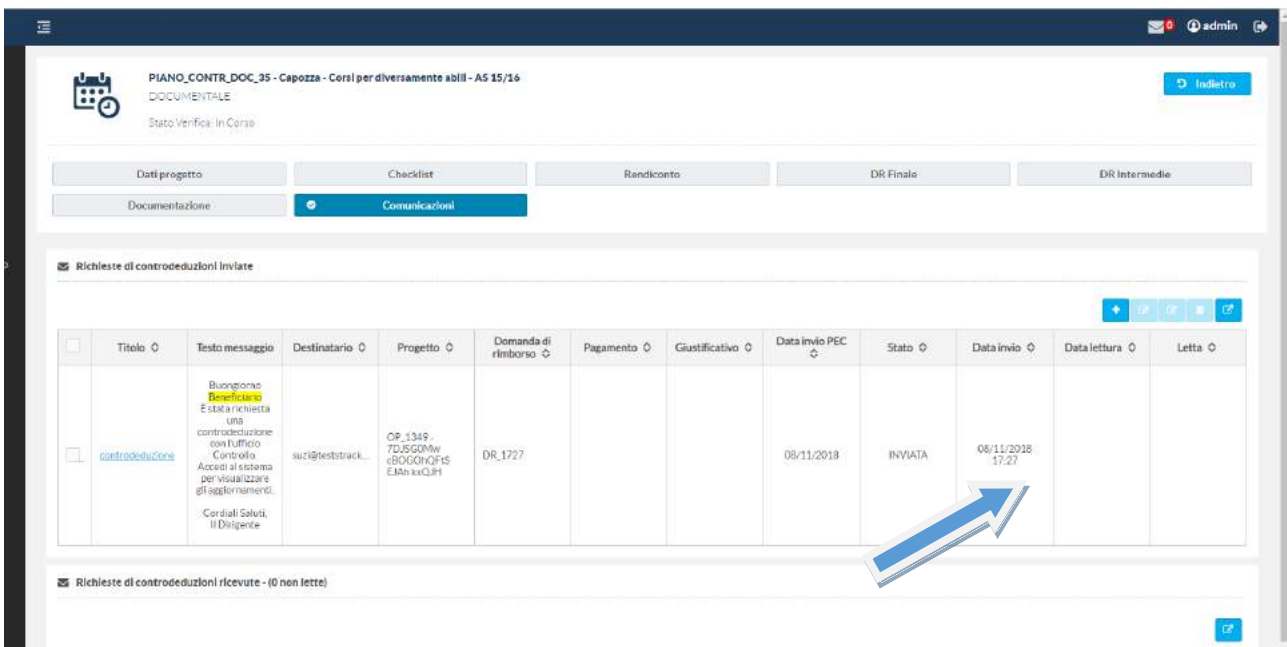 0 admin
PIANO_CONTR_DOC_35 - Capozza - Corsi per diversamente abili - AS 15/16
Indietro
DOCUMENTALE
Stato Verifica: In Corso
Dati progetto Checklist Rendiconto DR Finale DR Intermedie
Documentazione Comunicazioni
Richieste di controdeduzioni inviate
Titolo Testo messaggio Destinatario Progetto Domanda di rimborso Pagamento Giustificativo Data invio PEC Stato Data invio Data lettura Letta
controdeduzione
Buongiorno
Beneficiario
È stata richiesta
una
controdeduzione
con l'ufficio
Controllo.
Accedi al sistema
per visualizzare
gli aggiornamenti.
Cordiali Saluti,
Il Dirigente
suzi@teststrack...
OP_1349 -
DR_1727
08/11/2018
INVIATA
08/11/2018
17:27
Richieste di controdeduzioni ricevute - (0 non lette)